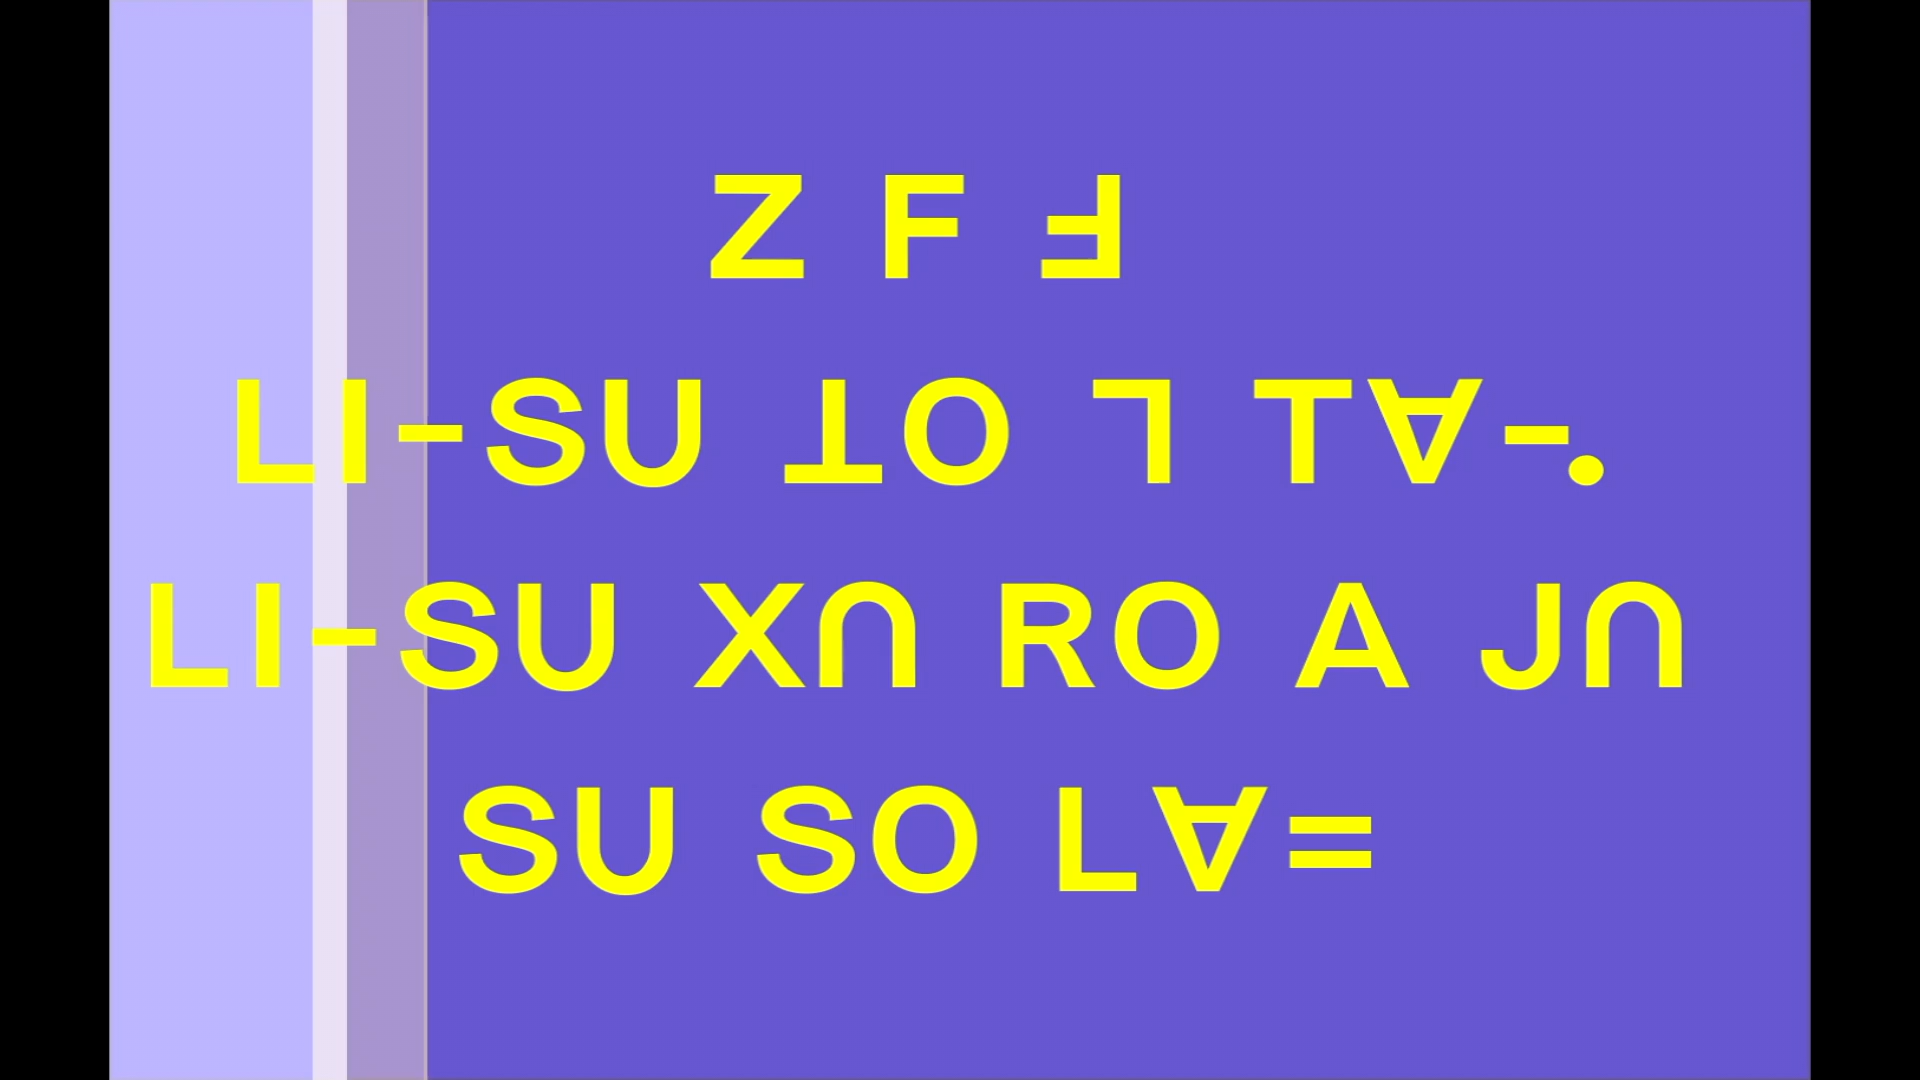 ꓜ ꓝ ꓞ
ꓡꓲ-ꓢꓴ ꓕꓳ ꓶ ꓔꓯ꓾
ꓡꓲ-ꓢꓴ ꓫꓵ ꓣꓳ ꓮ ꓙꓵ
ꓢꓴ ꓢꓳ ꓡꓯ꓿